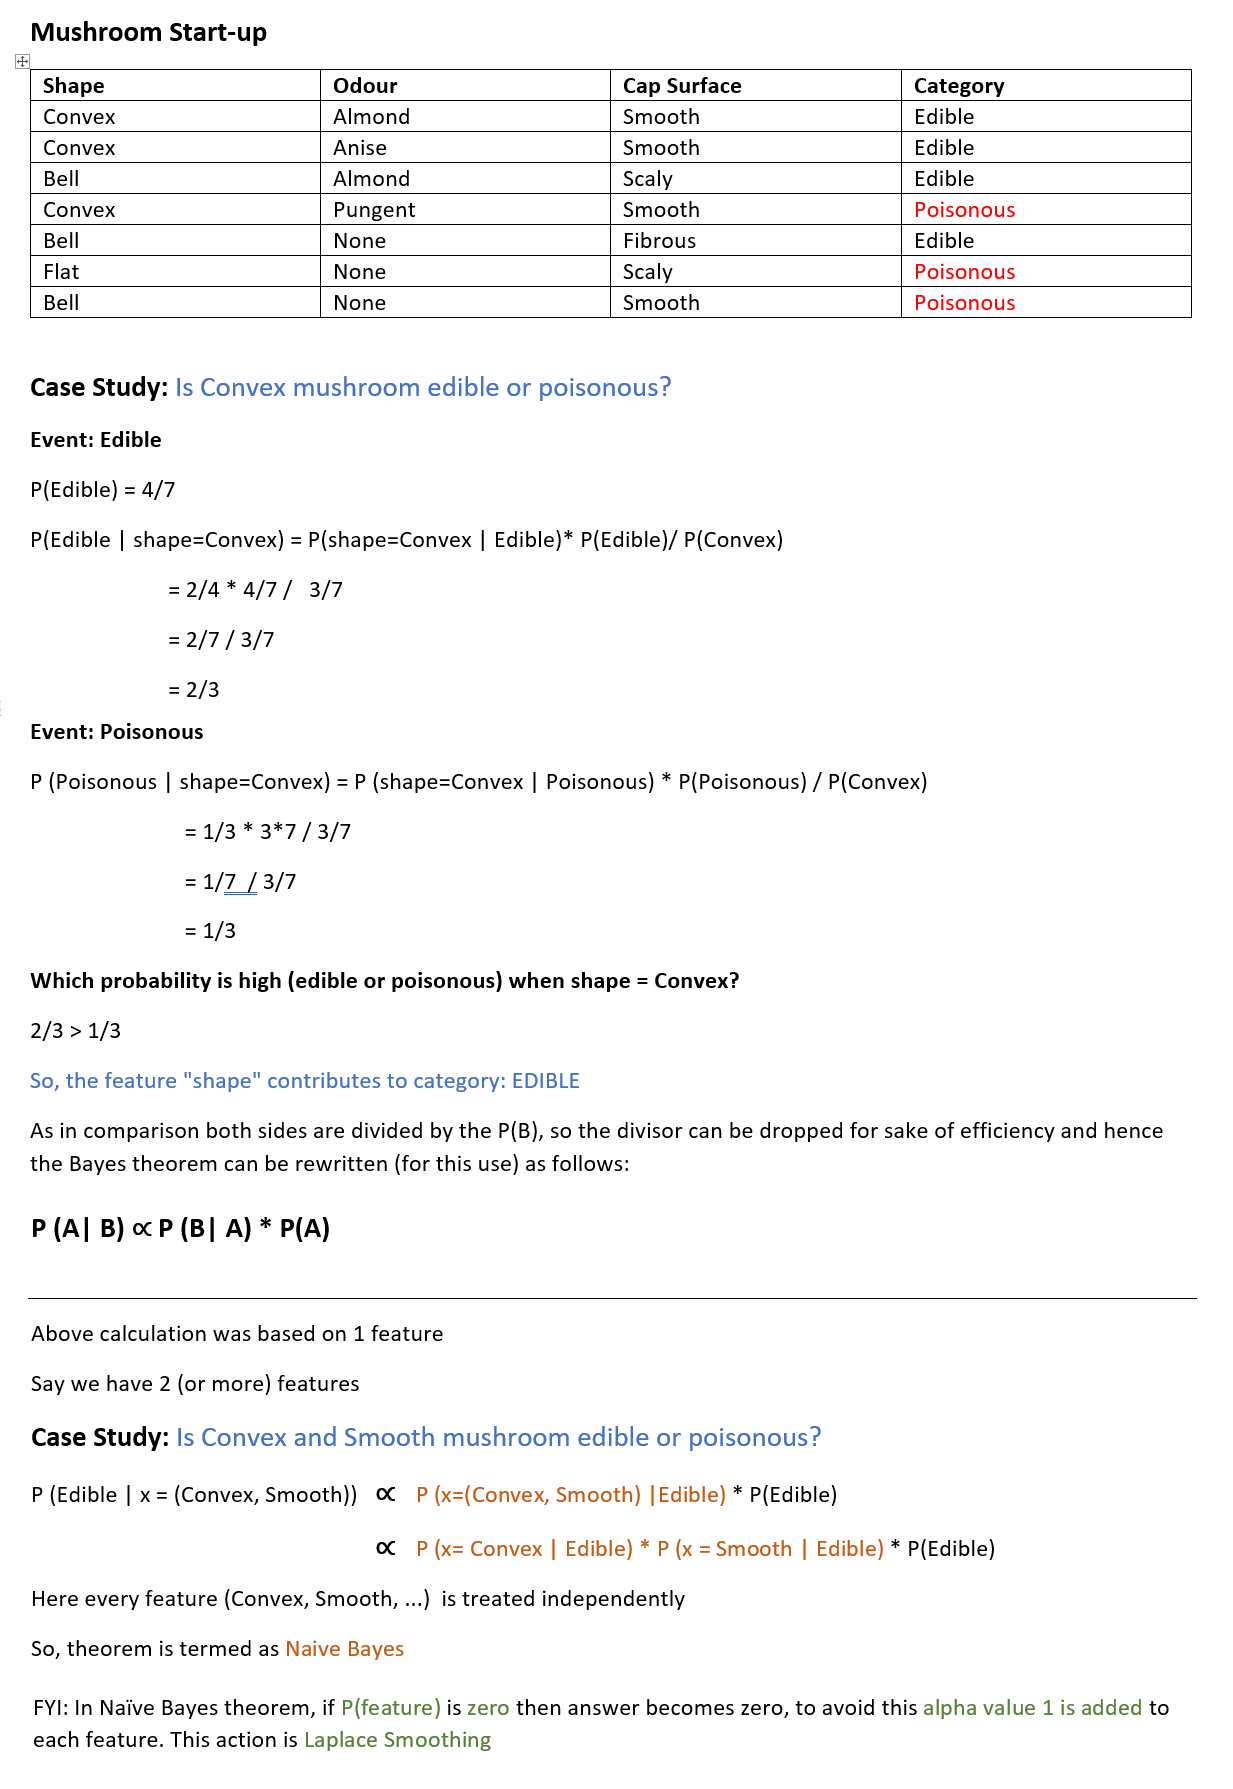 Mushroom Start-up
Shape Odour Cap Surface Category
Convex Almond Smooth Edible
Convex Anise Smooth Edible
Bell Almond Scaly Edible
Convex Pungent Smooth Poisonous
Bell None Fibrous Edible
Flat None Scaly Poisonous
Bell None Smooth Poisonous
Case Study: Is Convex mushroom edible or poisonous?
Event: Edible
P(Edible) = 4/7
P(Edible | shape=Convex) = P(shape=Convex | Edible)* P(Edible)/ P(Convex)
= 2/4 * 4/7 / 3/7
= 2/7 / 3/7
= 2/3
Event: Poisonous
P (Poisonous | shape=Convex) = P (shape=Convex | Poisonous) * P(Poisonous) / P(Convex)
= 1/3 * 3*7 / 3/7
= 1/7 / 3/7
= 1/3
Which probability is high (edible or poisonous) when shape = Convex?
2/3 > 1/3
So, the feature "shape" contributes to category: EDIBLE
As in comparison both sides are divided by the P(B), so the divisor can be dropped for sake of efficiency and hence
the Bayes theorem can be rewritten (for this use) as follows:
P (A| B) ∝ P (B| A) * P(A)
Above calculation was based on 1 feature
Say we have 2 (or more) features
Case Study: Is Convex and Smooth mushroom edible or poisonous?
P (Edible | x = (Convex, Smooth)) ∝ P (x=(Convex, Smooth) |Edible) * P(Edible)
∝ P (x= Convex | Edible) * P (x = Smooth | Edible) * P(Edible)
Here every feature (Convex, Smooth, ...) is treated independently
So, theorem is termed as Naive Bayes
FYI: In Naïve Bayes theorem, if P(feature) is zero then answer becomes zero, to avoid this alpha value 1 is added to
each feature. This action is Laplace Smoothing